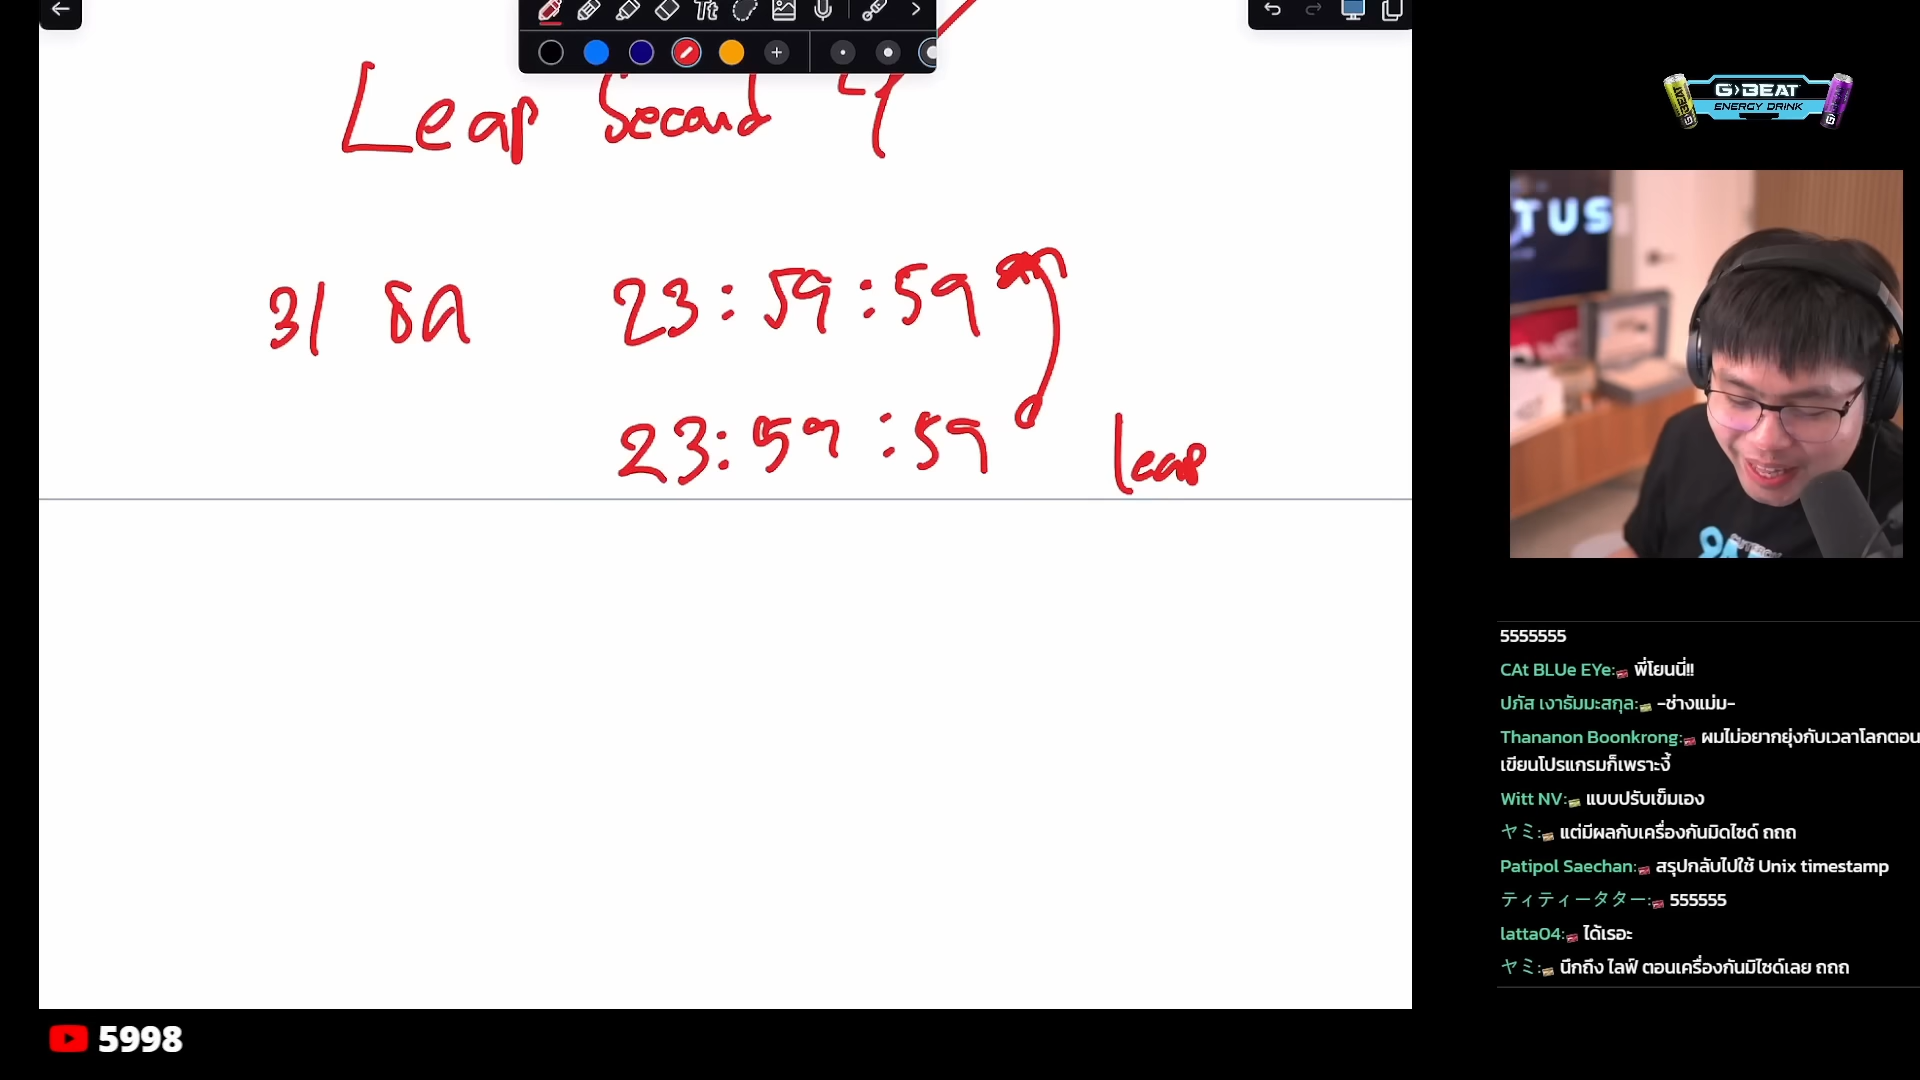 Tt
Leap Second
31 ธค 23:59:59
23:59:59 leap
G›BEAT
ENERGY DRINK
TUS
5555555
CAt BLUe EYe: พี่โยนนี่!!
ปภัส เงาธัมมะสกุล: -ช่างแม่ม-
Thananon Boonkrong: ผมไม่อยากยุ่งกับเวลาโลกตอน
เขียนโปรแกรมก็เพราะงี้
Witt NV: แบบปรับเข็มเอง
ヤミ: แต่มีผลกับเครื่องกันมิดไซด์ ถถถ
Patipol Saechan: สรุปกลับไปใช้ Unix timestamp
ティティータター: 555555
latta04: ได้เรอะ
ヤミ: นึกถึง ไลฟ์ ตอนเครื่องกันมิไซด์เลย ถถถ
5998